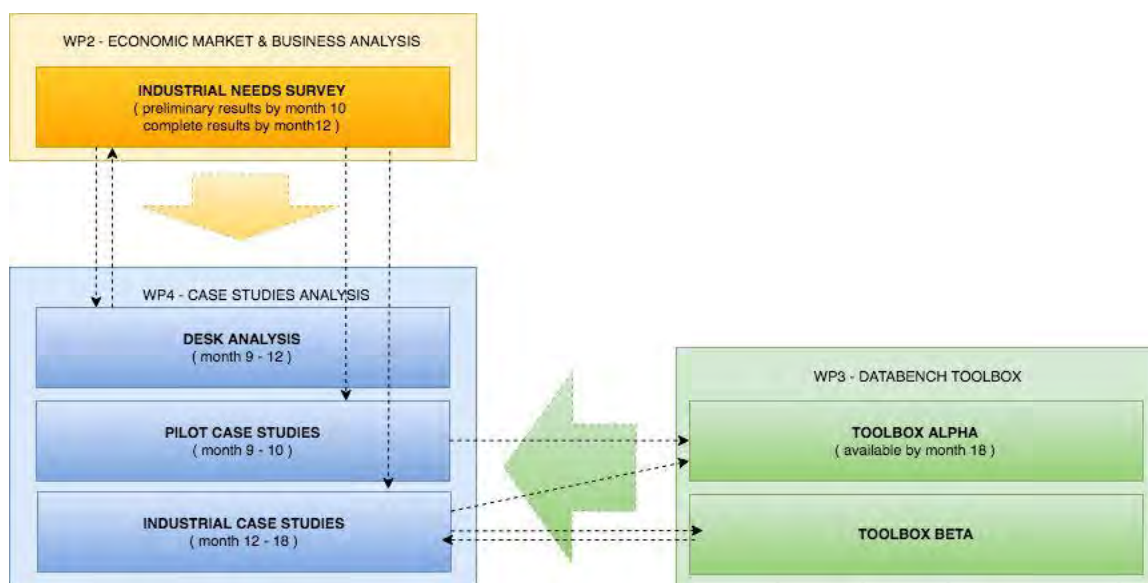 WP2 - ECONOMIC MARKET & BUSINESS ANALYSIS
INDUSTRIAL NEEDS SURVEY
( preliminary results by month 10
complete results by month12 )
WP4 - CASE STUDIES ANALYSIS
DESK ANALYSIS
( month 9 - 12 )
PILOT CASE STUDIES
( month 9 - 10 )
INDUSTRIAL CASE STUDIES
( month 12 - 18 )
WP3 - DATABENCH TOOLBOX
TOOLBOX ALPHA
( available by month 18 )
TOOLBOX BETA